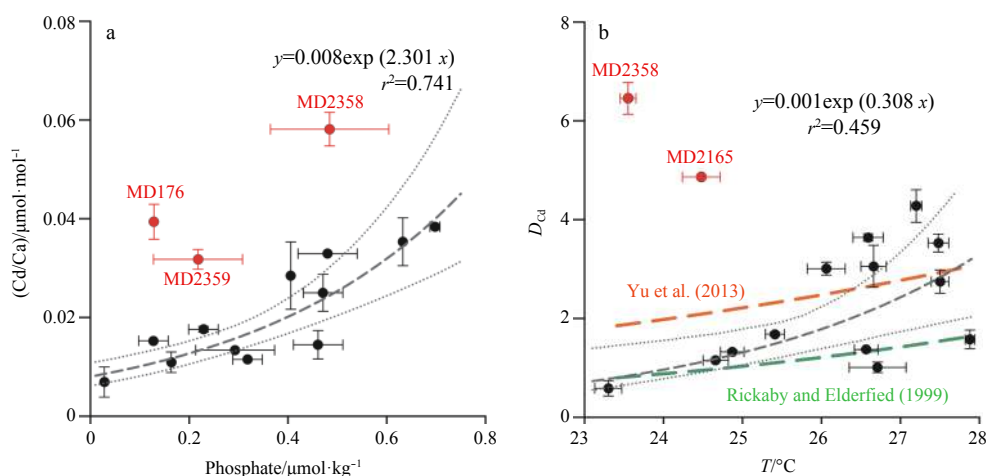 a
y=0.008exp (2.301 x)
r²=0.741
MD2358
MD176
MD2359
(Cd/Ca)/μmol·mol⁻¹
0.08
0.06
0.04
0.02
0
0
0.2
0.4
0.6
0.8
Phosphate/μmol·kg⁻¹
b
MD2358
y=0.001exp (0.308 x)
r²=0.459
MD2165
Yu et al. (2013)
Rickaby and Elderfied (1999)
D_Cd
8
6
4
2
0
23
24
25
26
27
28
T/°C